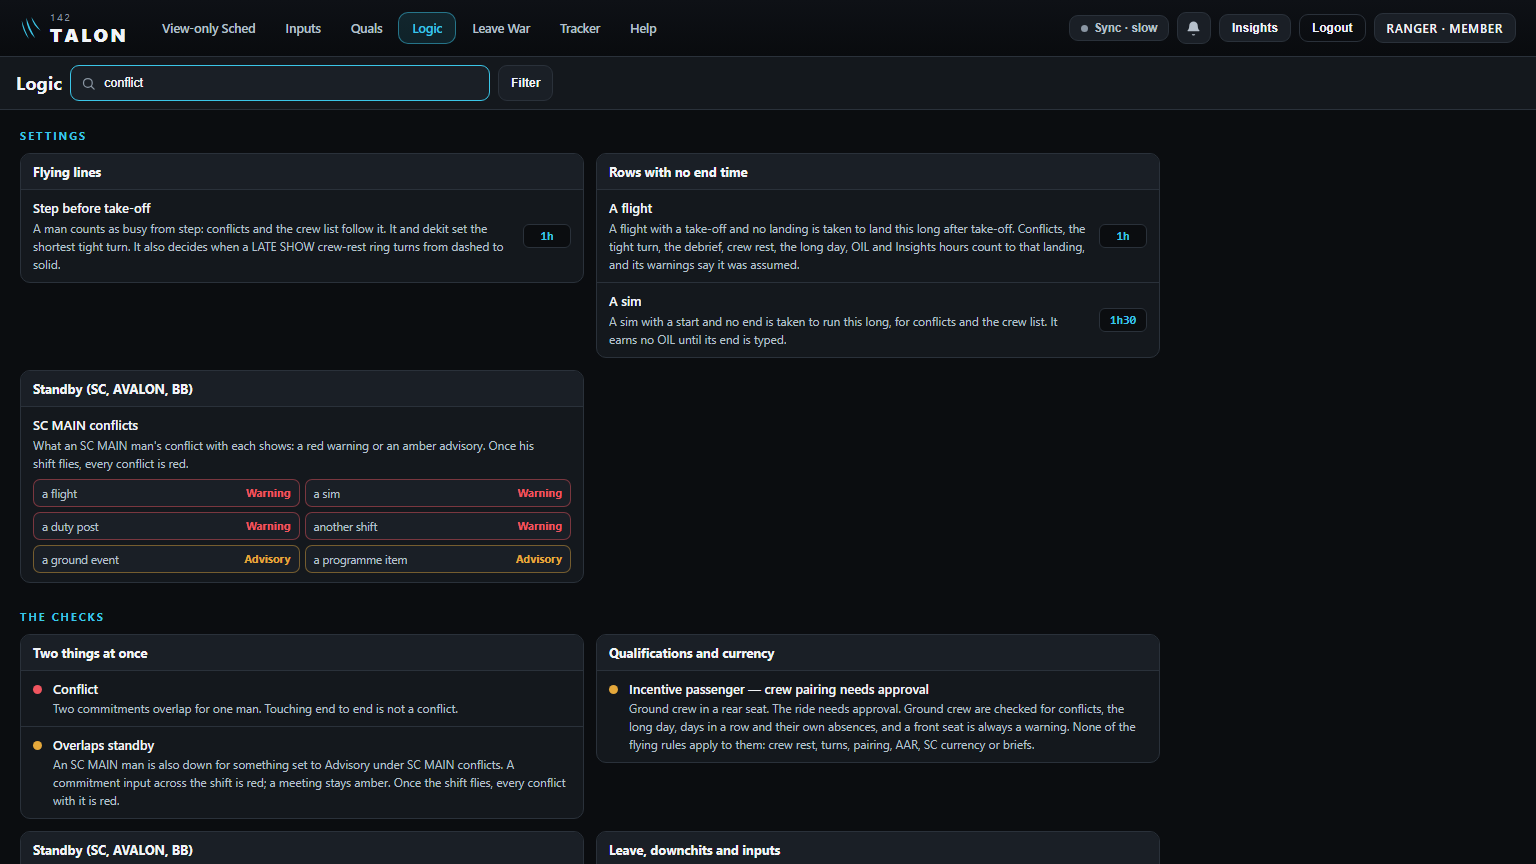 142
TALON
View-only Sched
Inputs
Quals
Logic
Leave War
Tracker
Help
Sync · slow
Insights
Logout
RANGER · MEMBER
Logic
conflict
Filter
SETTINGS
Flying lines
Step before take-off
A man counts as busy from step: conflicts and the crew list follow it. It and dekit set the
shortest tight turn. It also decides when a LATE SHOW crew-rest ring turns from dashed to
solid.
1h
Rows with no end time
A flight
A flight with a take-off and no landing is taken to land this long after take-off. Conflicts, the
tight turn, the debrief, crew rest, the long day, OIL and Insights hours count to that landing,
and its warnings say it was assumed.
1h
A sim
A sim with a start and no end is taken to run this long, for conflicts and the crew list. It
earns no OIL until its end is typed.
1h30
Standby (SC, AVALON, BB)
SC MAIN conflicts
What an SC MAIN man's conflict with each shows: a red warning or an amber advisory. Once his
shift flies, every conflict is red.
a flight Warning
a sim Warning
a duty post Warning
another shift Warning
a ground event Advisory
a programme item Advisory
THE CHECKS
Two things at once
Conflict
Two commitments overlap for one man. Touching end to end is not a conflict.
Overlaps standby
An SC MAIN man is also down for something set to Advisory under SC MAIN conflicts. A
commitment input across the shift is red; a meeting stays amber. Once the shift flies, every conflict
with it is red.
Qualifications and currency
Incentive passenger — crew pairing needs approval
Ground crew in a rear seat. The ride needs approval. Ground crew are checked for conflicts, the
long day, days in a row and their own absences, and a front seat is always a warning. None of the
flying rules apply to them: crew rest, turns, pairing, AAR, SC currency or briefs.
Standby (SC, AVALON, BB)
Leave, downchits and inputs